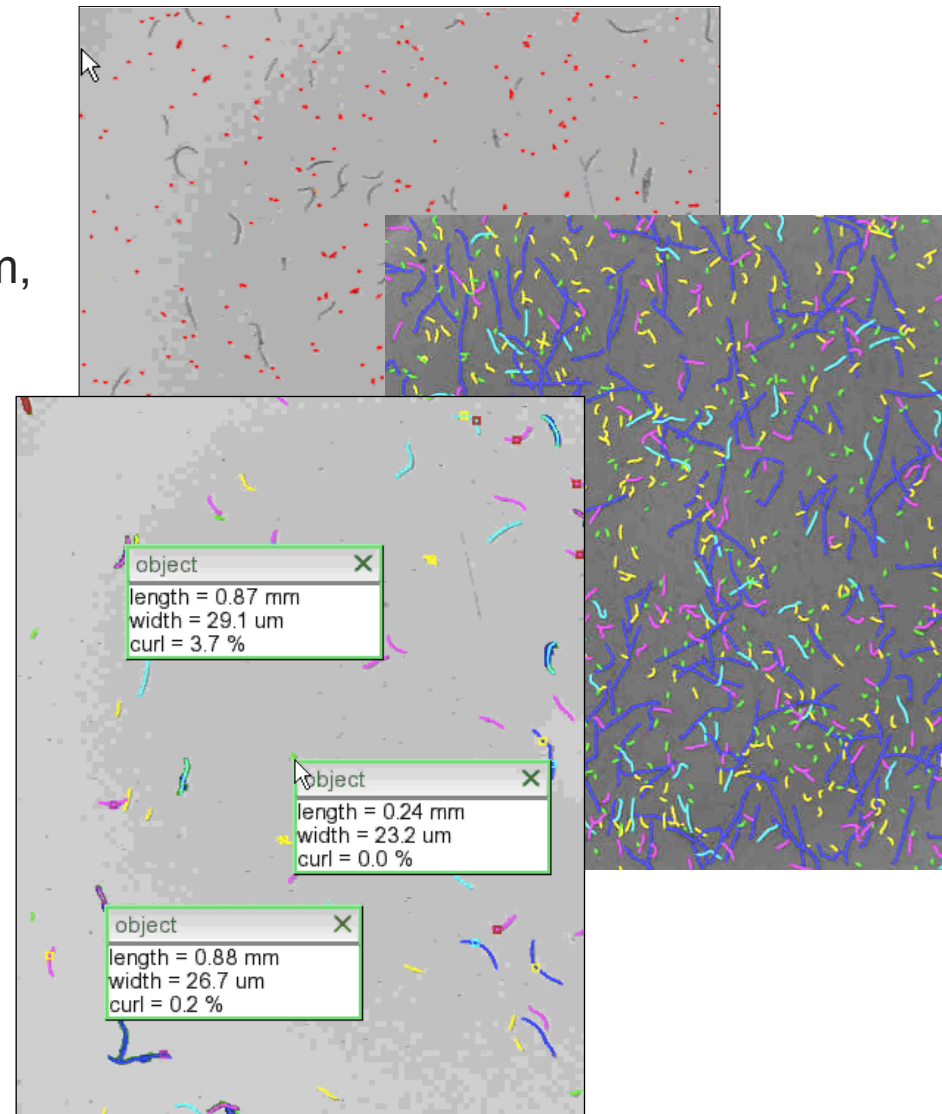 m,
object
length = 0.87 mm
width = 29.1 um
curl = 3.7 %
object
length = 0.24 mm
width = 23.2 um
curl = 0.0 %
object
length = 0.88 mm
width = 26.7 um
curl = 0.2 %